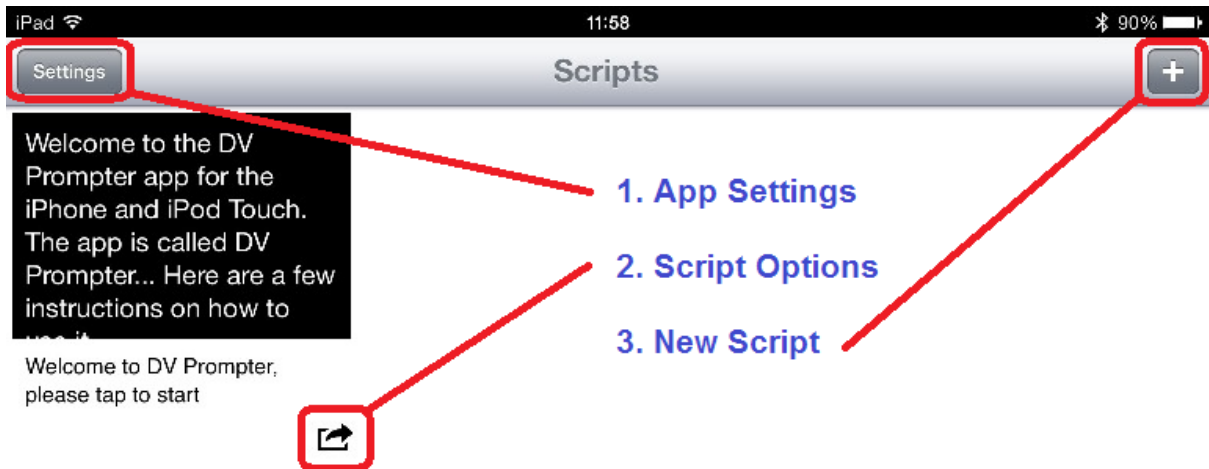 iPad 11:58 90%
Settings Scripts +
Welcome to the DV
Prompter app for the
iPhone and iPod Touch.
The app is called DV
Prompter... Here are a few
instructions on how to
use it
Welcome to DV Prompter,
please tap to start
1. App Settings
2. Script Options
3. New Script